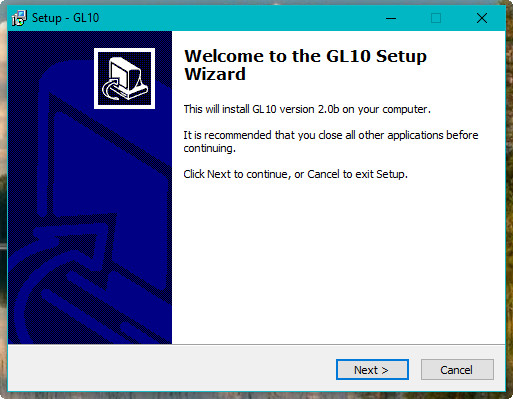 Setup - GL10
Welcome to the GL10 Setup
Wizard
This will install GL10 version 2.0b on your computer.
It is recommended that you close all other applications before
continuing.
Click Next to continue, or Cancel to exit Setup.
Next >
Cancel